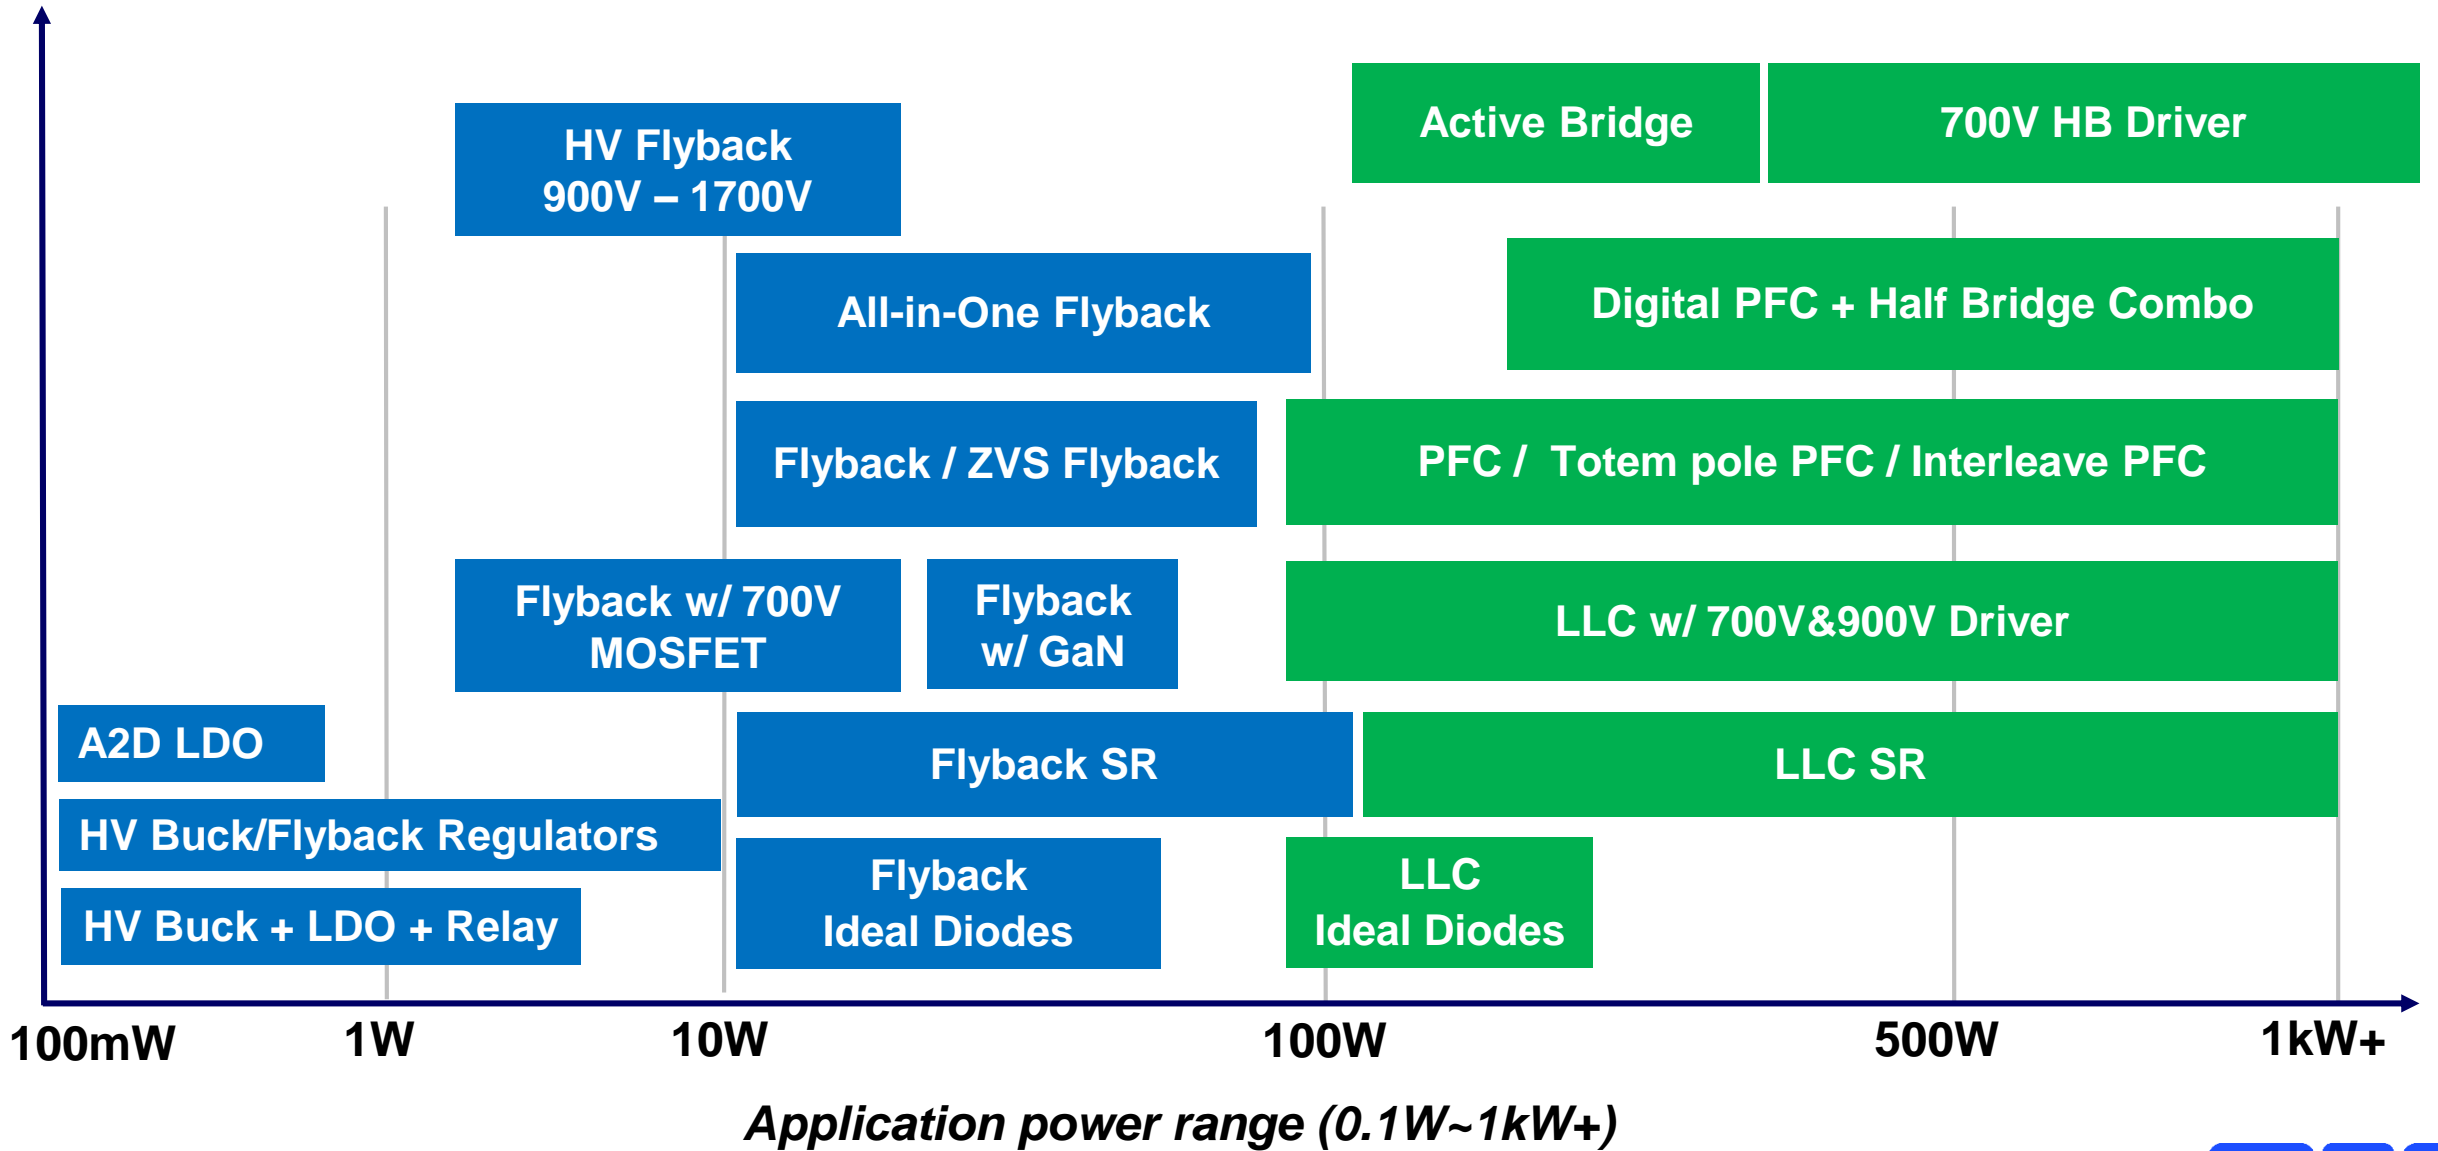 Active Bridge
700V HB Driver
HV Flyback
900V – 1700V
All-in-One Flyback
Digital PFC + Half Bridge Combo
Flyback / ZVS Flyback
PFC / Totem pole PFC / Interleave PFC
Flyback w/ 700V
MOSFET
Flyback
w/ GaN
LLC w/ 700V&900V Driver
A2D LDO
Flyback SR
LLC SR
HV Buck/Flyback Regulators
Flyback
Ideal Diodes
LLC
Ideal Diodes
HV Buck + LDO + Relay
100mW
1W
10W
100W
500W
1kW+
Application power range (0.1W~1kW+)